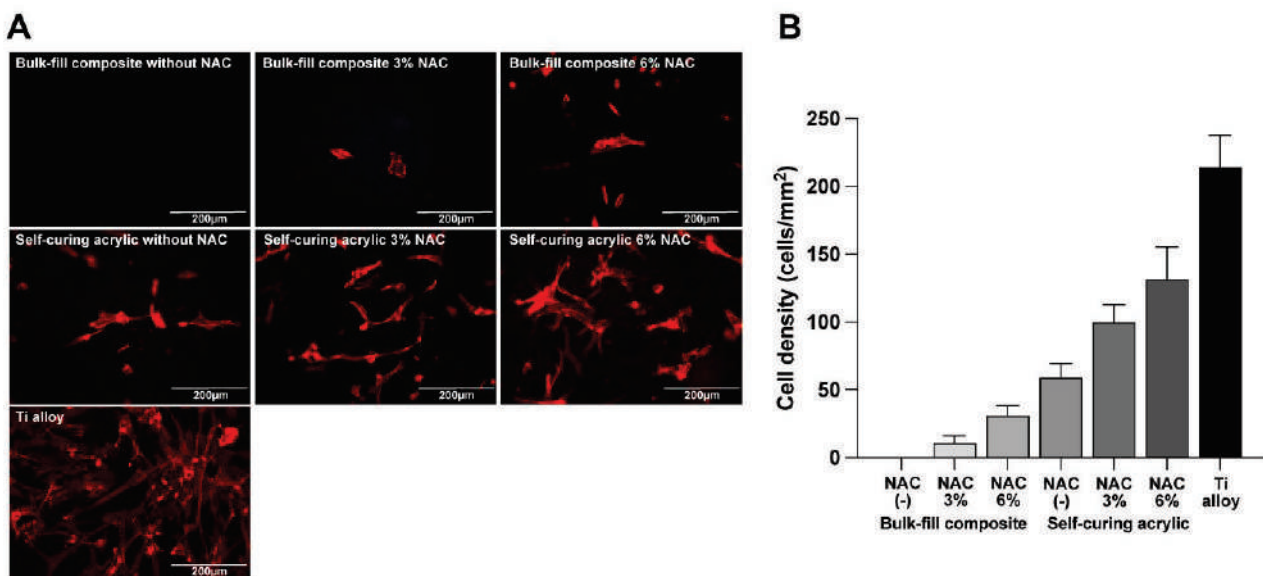 A
Bulk-fill composite without NAC
200µm
Bulk-fill composite 3% NAC
200µm
Bulk-fill composite 6% NAC
200µm
Self-curing acrylic without NAC
200µm
Self-curing acrylic 3% NAC
200µm
Self-curing acrylic 6% NAC
200µm
Ti alloy
200µm
B
Cell density (cells/mm²)
250
200
150
100
50
0
NAC NAC NAC NAC NAC NAC Ti
(-) 3% 6% (-) 3% 6% alloy
Bulk-fill composite Self-curing acrylic